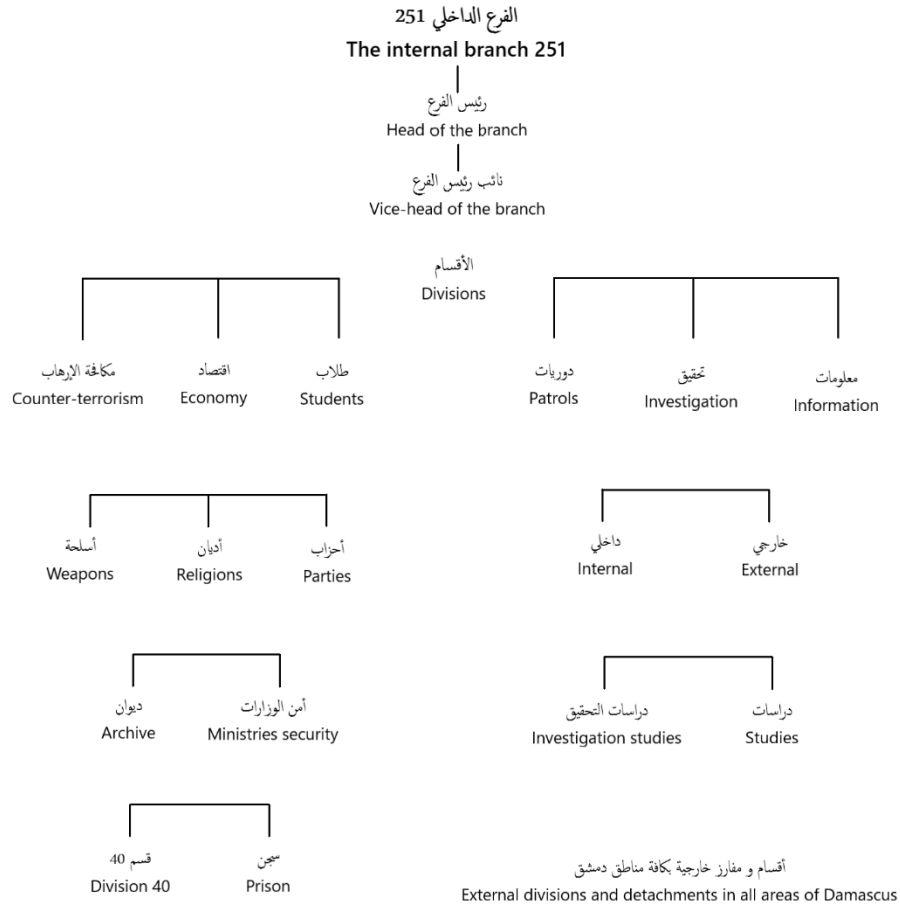 الفرع الداخلي 251
The internal branch 251
رئيس الفرع
Head of the branch
نائب رئيس الفرع
Vice-head of the branch
الأقسام
Divisions
مكافحة الإرهاب
Counter-terrorism
اقتصاد
Economy
طلاب
Students
دوريات
Patrols
تحقيق
Investigation
معلومات
Information
أسلحة
Weapons
أديان
Religions
أحزاب
Parties
داخلي
Internal
خارجي
External
ديوان
Archive
أمن الوزارات
Ministries security
دراسات التحقيق
Investigation studies
دراسات
Studies
قسم 40
Division 40
سجن
Prison
أقسام و مفارز خارجية بكافة مناطق دمشق
External divisions and detachments in all areas of Damascus